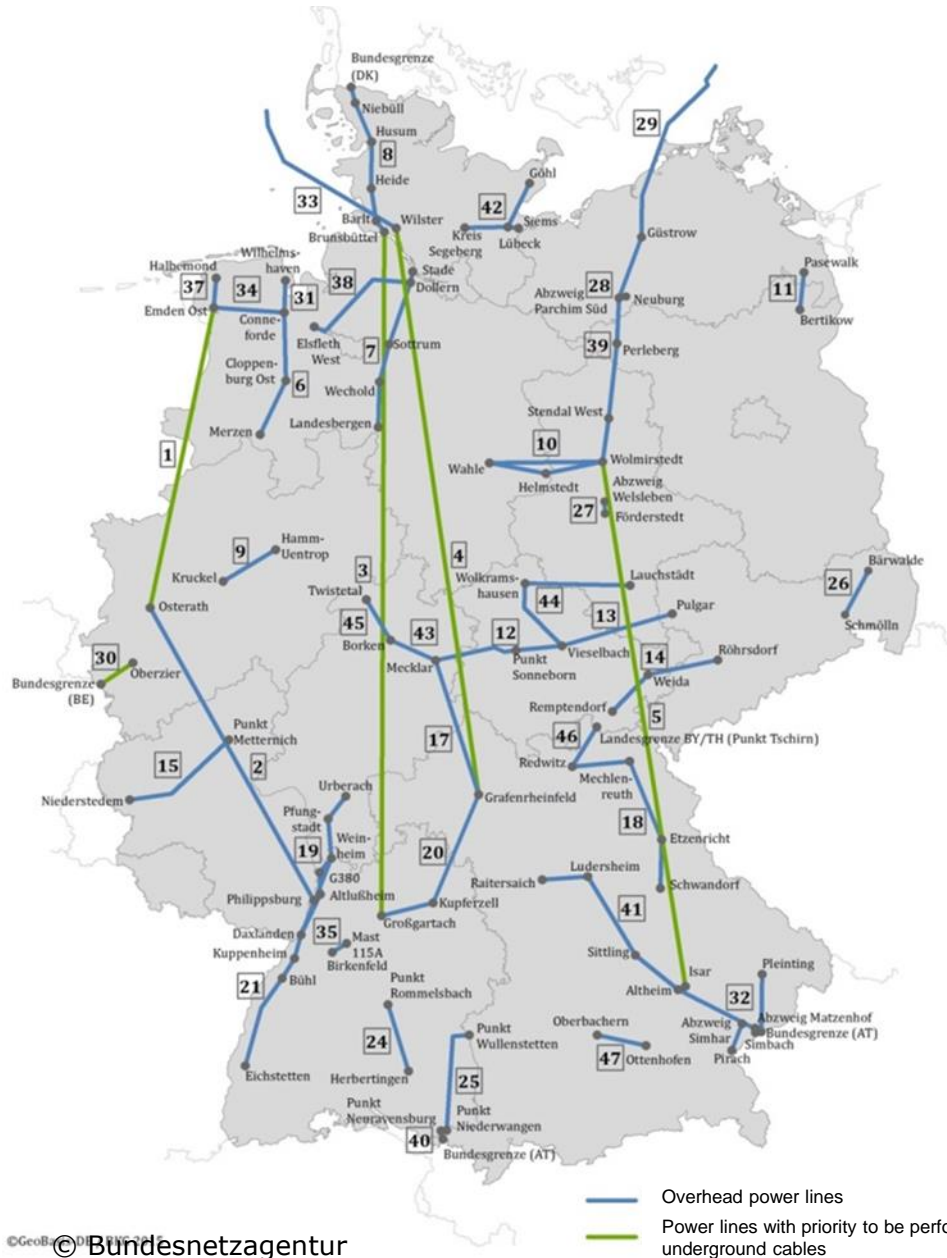 Bundesgrenze
(DK)
Niebüll
29
Husum
8
Göhl
Heide
33
42
Barlt
Wilster
Brunsbüttel
Kreis
Segeberg
Siems
Lübeck
Güstrow
Wilhelms-
haven
Halbemond
Stade
Dollern
Pasewalk
37
34
31
38
28
Abzweig
Parchim Süd
Neuburg
11
Emden Ost
Conne-
forde
Bertikow
Elsfleth
West
7
Sottrum
39
Perleberg
Cloppen-
burg Ost
6
Wechold
Stendal West
Merzen
Landesbergen
10
1
Wahle
Wolmirstedt
Helmstedt
Abzweig
Welsleben
27
Förderstedt
9
Hamm-
Uentrop
3
4
Bärwalde
Kruckel
Twistetal
Wolkrams-
hausen
Lauchstädt
26
44
Osterath
45
43
12
13
Pulgar
Schmölln
Borken
Mecklar
Punkt
Sonneborn
Vieselbach
14
Röhrsdorf
30
Oberzier
Weida
Bundesgrenze
(BE)
Remptendorf
5
Punkt
Metternich
17
46
Landesgrenze BY/TH (Punkt Tschirn)
15
2
Redwitz
Mechlen-
reuth
Niederstedem
Urberach
Grafenrheinfeld
Pfung-
stadt
18
Wein-
heim
19
20
Etzenricht
G380
Ludersheim
Altlußheim
Raitersaich
Schwandorf
Philippsburg
Kupferzell
41
Großgartach
Daxlanden
35
Mast
115A
Kuppenheim
Birkenfeld
Sittling
Pleinting
21
Bühl
Punkt
Rommelsbach
Isar
Altheim
32
Abzweig Matzenhof
Abzweig
Simhar
Bundesgrenze (AT)
Simbach
Pirach
Punkt
Wullenstetten
Oberbachern
24
47
Ottenhofen
Eichstetten
Herbertingen
25
Punkt
Neuravensburg
Punkt
Niederwangen
40
Bundesgrenze (AT)
Overhead power lines
Power lines with priority to be perfo
underground cables
© Bundesnetzagentur